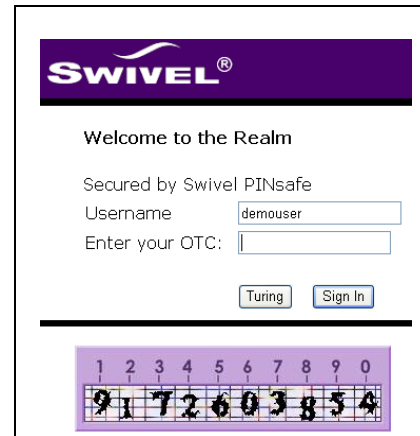 SWIVEL®
Welcome to the Realm
Secured by Swivel PINsafe
Username demouser
Enter your OTC:
Turing Sign In
1 2 3 4 5 6 7 8 9 0
9 1 7 2 6 0 3 8 5 4